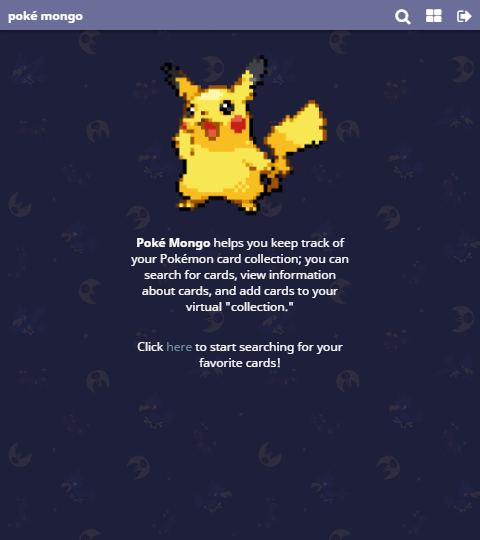 poké mongo
Poké Mongo helps you keep track of
your Pokémon card collection; you can
search for cards, view information
about cards, and add cards to your
virtual "collection."
Click here to start searching for your
favorite cards!